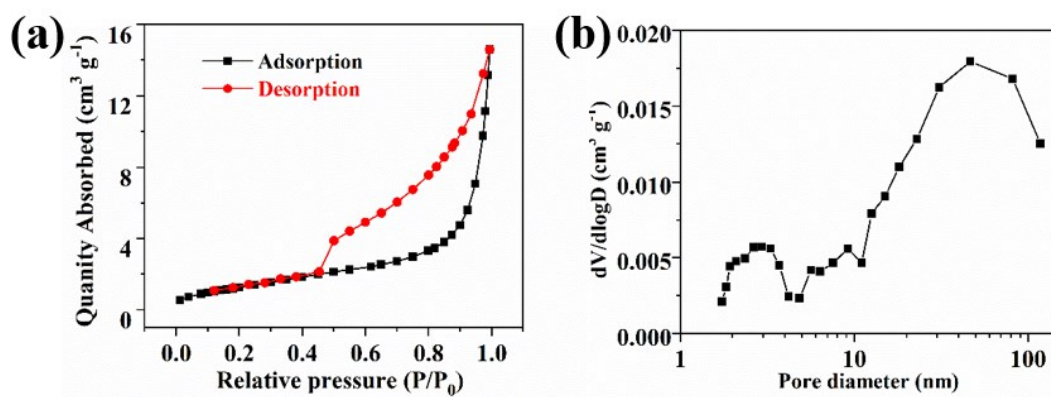 (a)
Quanity Absorbed (cm³ g⁻¹)
16
12
8
4
0
Adsorption
Desorption
0.0 0.2 0.4 0.6 0.8 1.0
Relative pressure (P/P₀)
(b)
dV/dlogD (cm³ g⁻¹)
0.020
0.015
0.010
0.005
0.000
1 10 100
Pore diameter (nm)